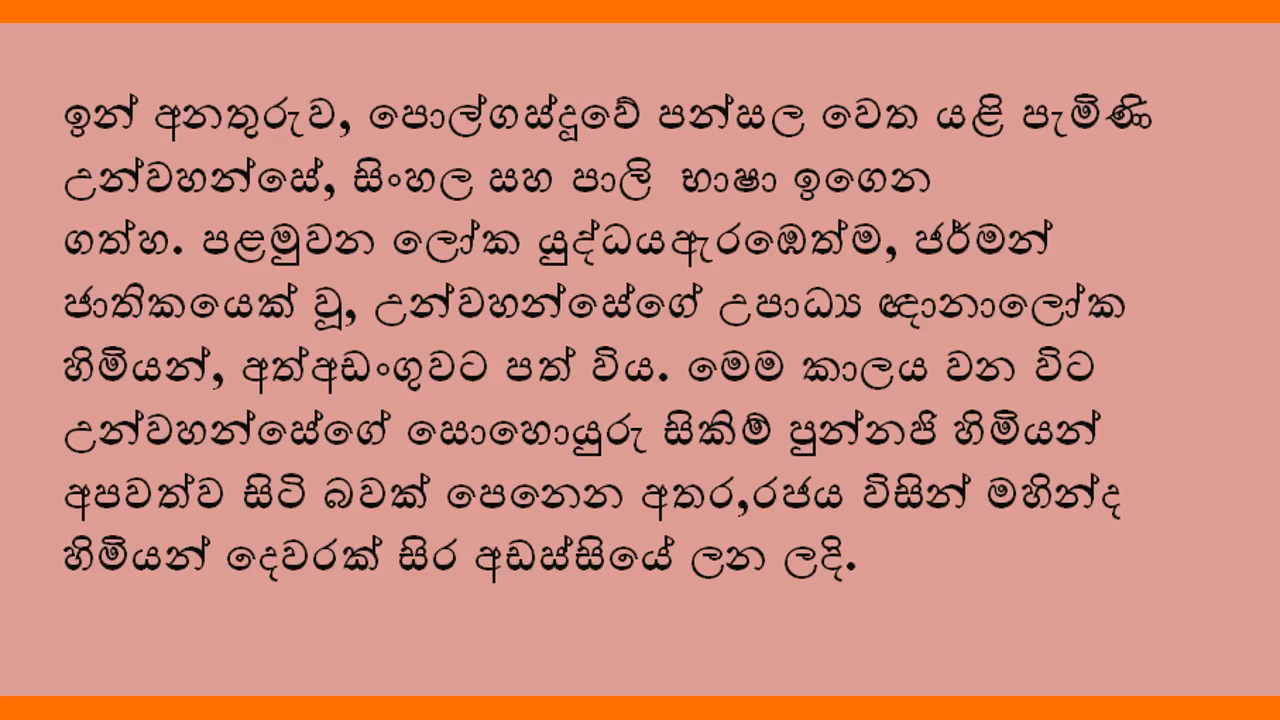 ඉන් අනතුරුව, පොල්ගස්දූවේ පන්සල වෙත යළි පැමිණි
උන්වහන්සේ, සිංහල සහ පාලි භාෂා ඉගෙන
ගත්හ. පළමුවන ලෝක යුද්ධයඇරඹෙත්ම, ජර්මන්
ජාතිකයෙක් වූ, උන්වහන්සේගේ උපාධ්‍ය ඥානාලෝක
හිමියන්, අත්අඩංගුවට පත් විය. මෙම කාලය වන විට
උන්වහන්සේගේ සොහොයුරු සිකිම් පුන්නජි හිමියන්
අපවත්ව සිටි බවක් පෙනෙන අතර,රජය විසින් මහින්ද
හිමියන් දෙවරක් සිර අඩස්සියේ ලන ලදි.